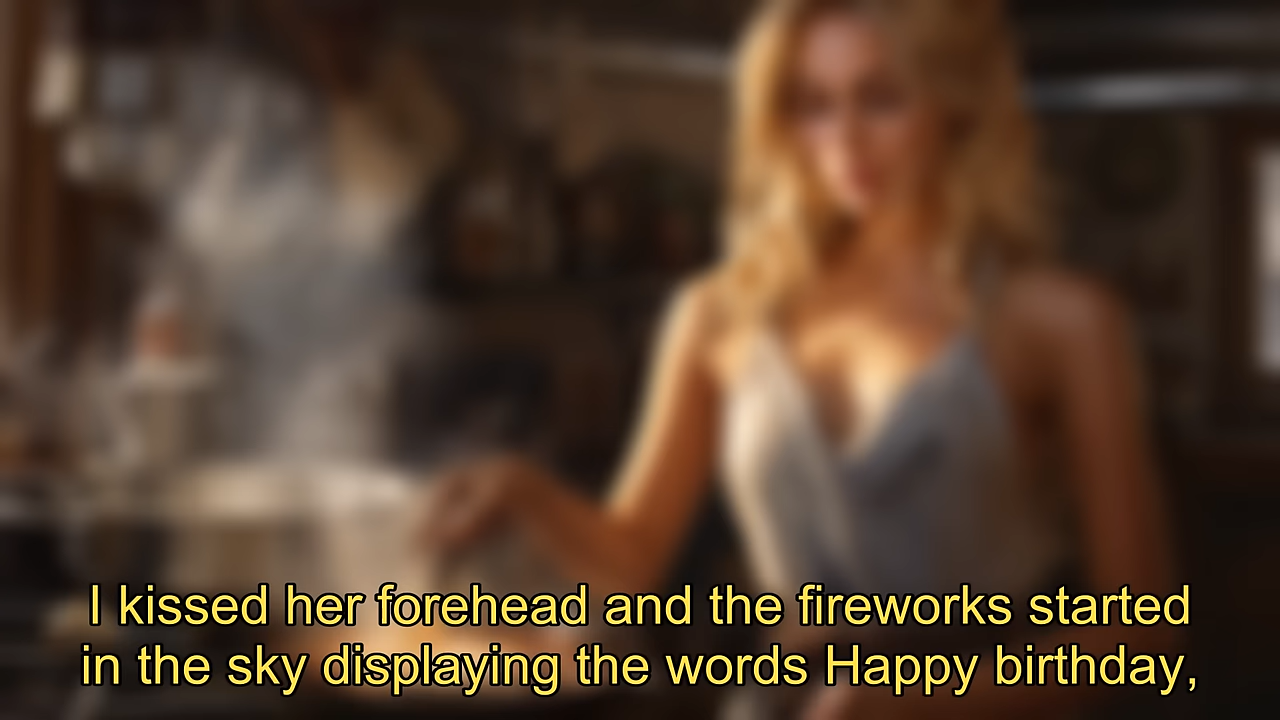 I kissed her forehead and the fireworks started
in the sky displaying the words Happy birthday,